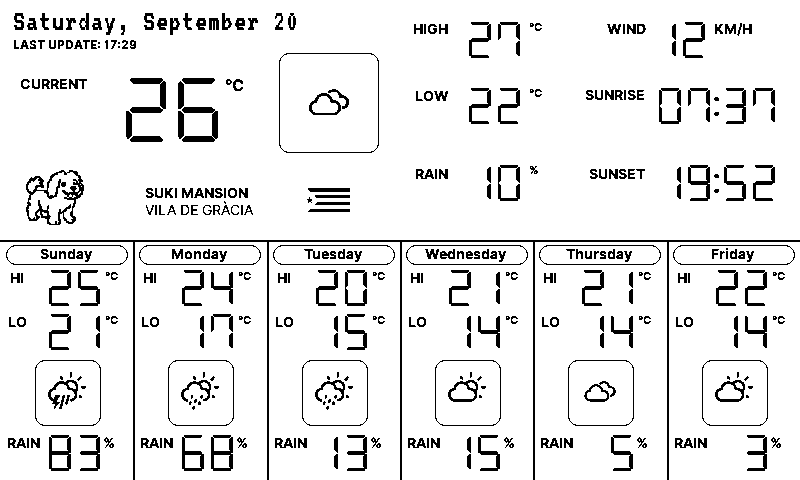 Saturday, September 20
LAST UPDATE: 17:29
CURRENT 26 °C
HIGH 27 °C
WIND 12 KM/H
LOW 22 °C
SUNRISE 07:37
RAIN 10 %
SUNSET 19:52
SUKI MANSION
VILA DE GRÀCIA
Sunday
HI 25 °C
LO 21 °C
RAIN 83 %
Monday
HI 24 °C
LO 17 °C
RAIN 68 %
Tuesday
HI 20 °C
LO 15 °C
RAIN 13 %
Wednesday
HI 21 °C
LO 14 °C
RAIN 15 %
Thursday
HI 21 °C
LO 14 °C
RAIN 5 %
Friday
HI 22 °C
LO 14 °C
RAIN 3 %